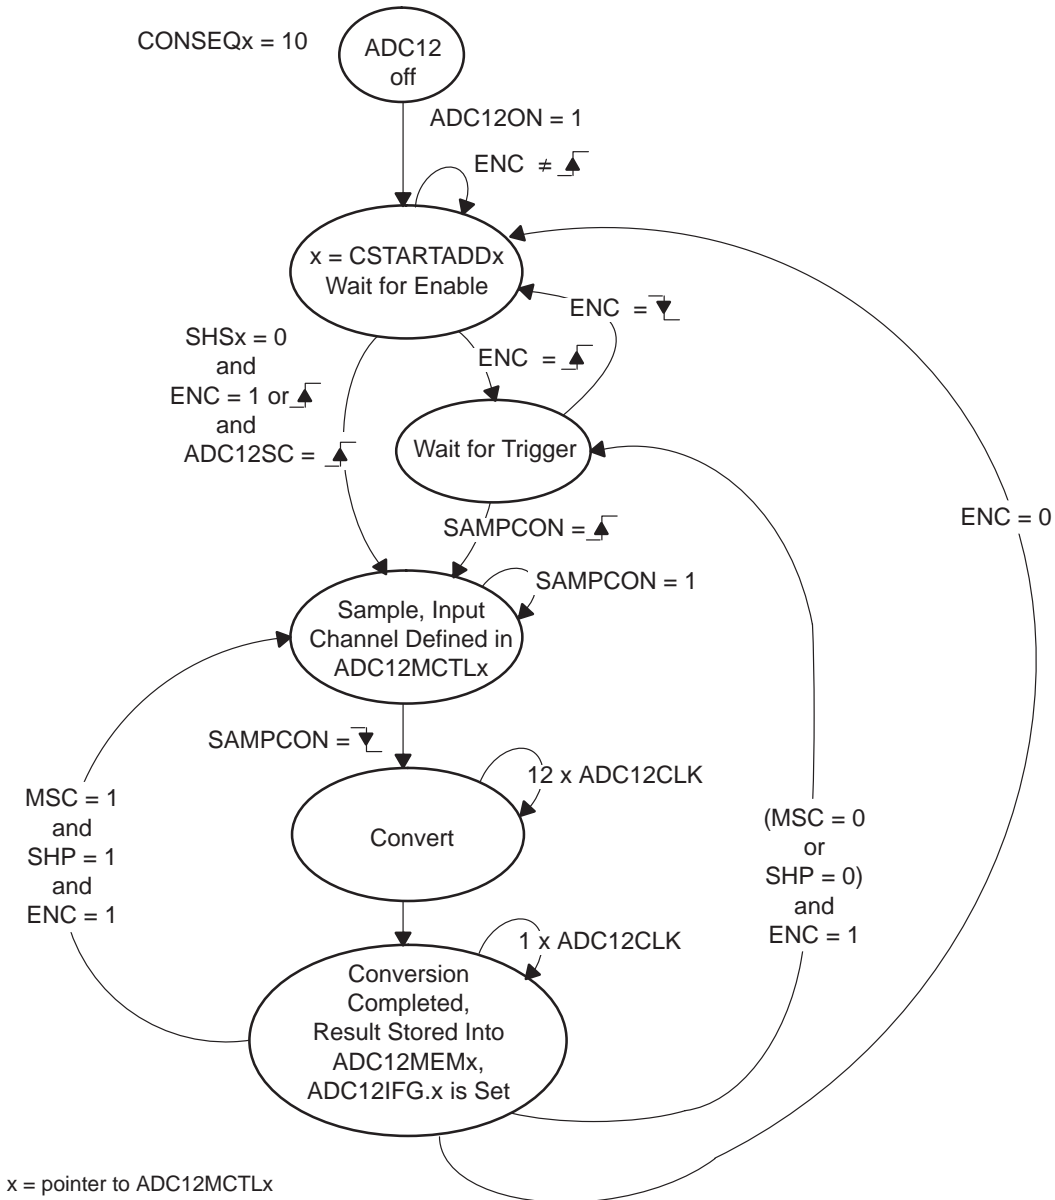 CONSEQx = 10
ADC12
off
ADC12ON = 1
ENC ≠
x = CSTARTADDx
Wait for Enable
ENC =
SHSx = 0
and
ENC = 1 or
and
ADC12SC =
ENC =
Wait for Trigger
SAMPCON =
ENC = 0
SAMPCON = 1
Sample, Input
Channel Defined in
ADC12MCTLx
SAMPCON =
12 x ADC12CLK
MSC = 1
and
SHP = 1
and
ENC = 1
Convert
(MSC = 0
or
SHP = 0)
and
ENC = 1
1 x ADC12CLK
Conversion
Completed,
Result Stored Into
ADC12MEMx,
ADC12IFG.x is Set
x = pointer to ADC12MCTLx